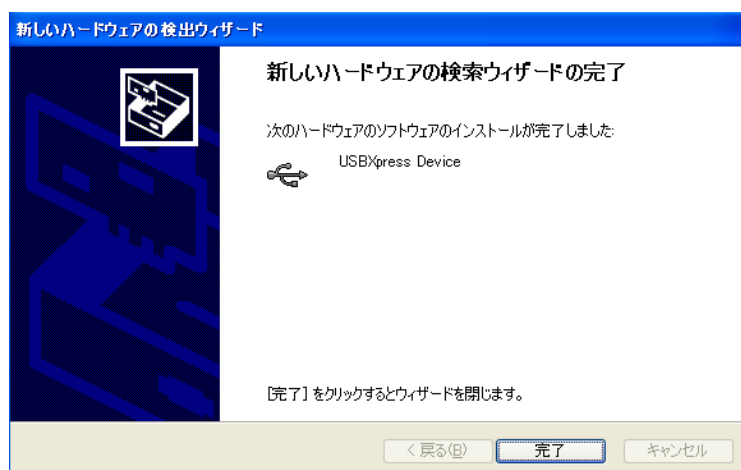 新しいハードウェアの検出ウィザード
新しいハードウェアの検索ウィザードの完了
次のハードウェアのソフトウェアのインストールが完了しました:
USBXpress Device
[完了] をクリックするとウィザードを閉じます。
< 戻る(B) 完了 キャンセル